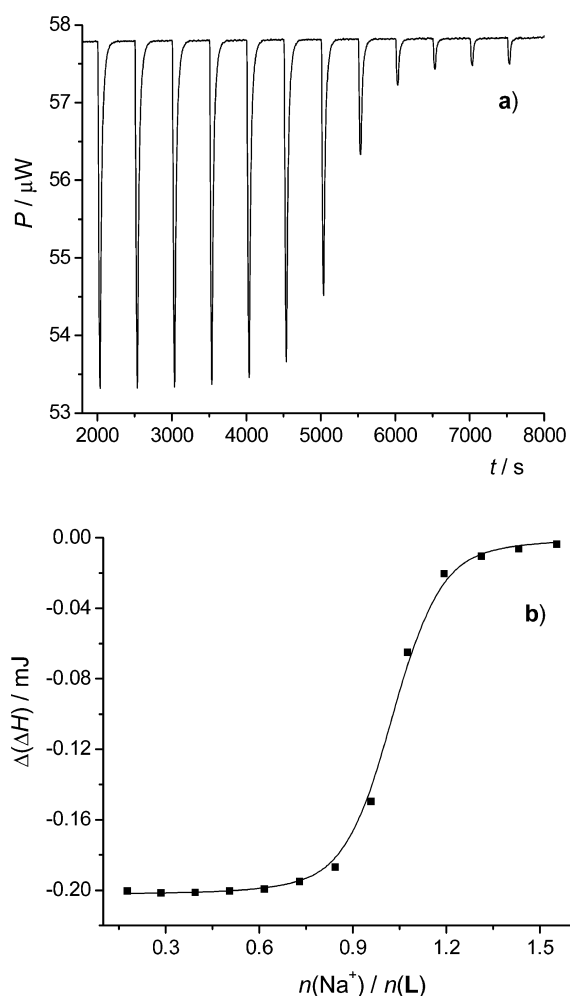 58
57
56
55
54
53
P / µW
a)
2000 3000 4000 5000 6000 7000 8000
t / s
0.00
-0.04
-0.08
-0.12
-0.16
-0.20
Δ(ΔH) / mJ
b)
0.3 0.6 0.9 1.2 1.5
n(Na⁺) / n(L)